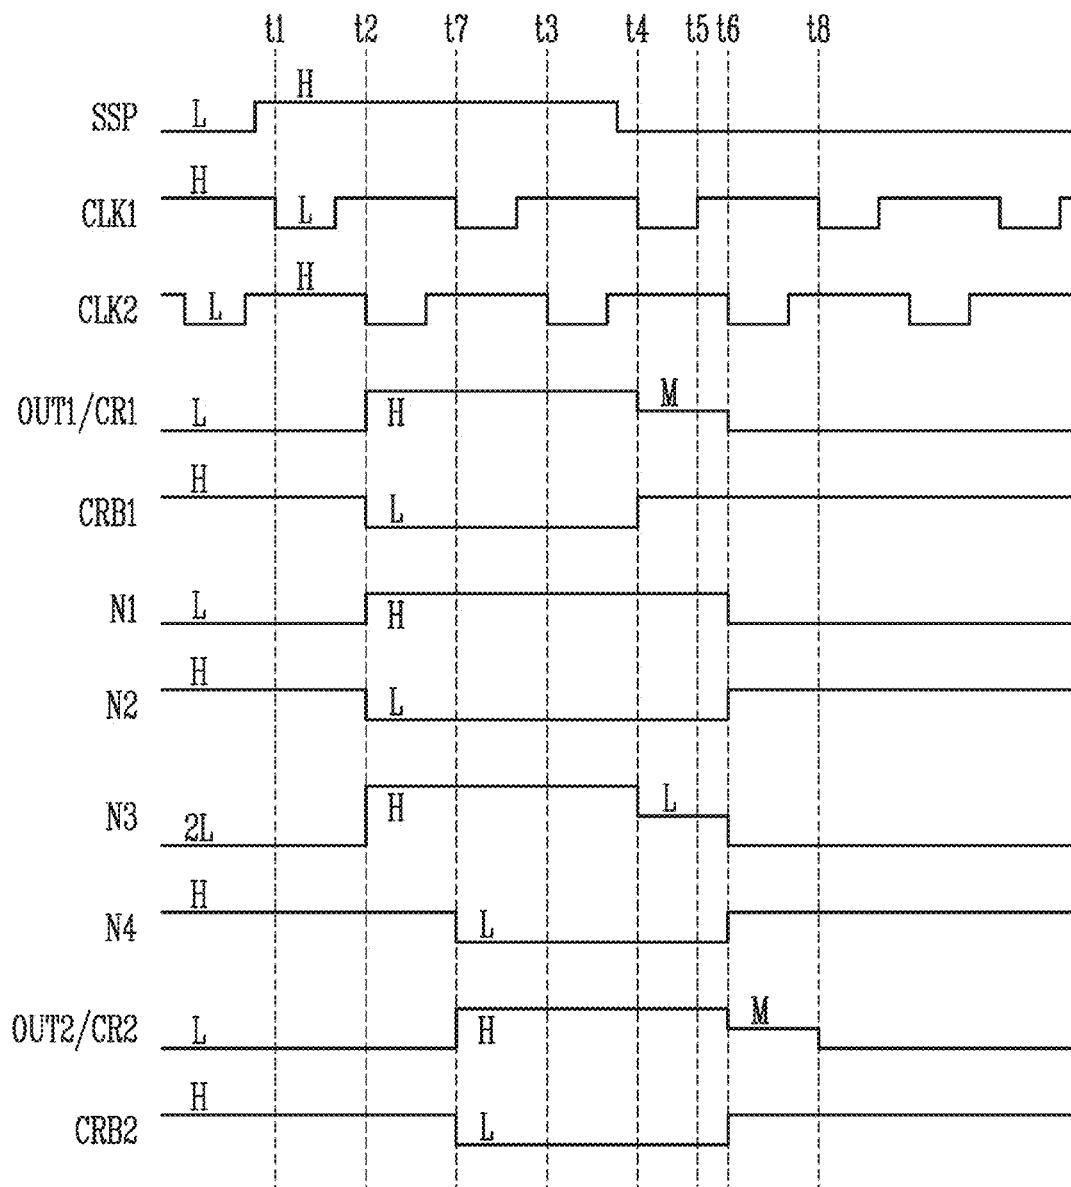 t1 t2 t7 t3 t4 t5 t6 t8
H
SSP L
H
CLK1 L
H
CLK2 L
M
OUT1/CR1 L H
H
CRB1 L
N1 L H
H
N2 L
L
N3 2L H
H
N4 L
M
OUT2/CR2 L H
H
CRB2 L